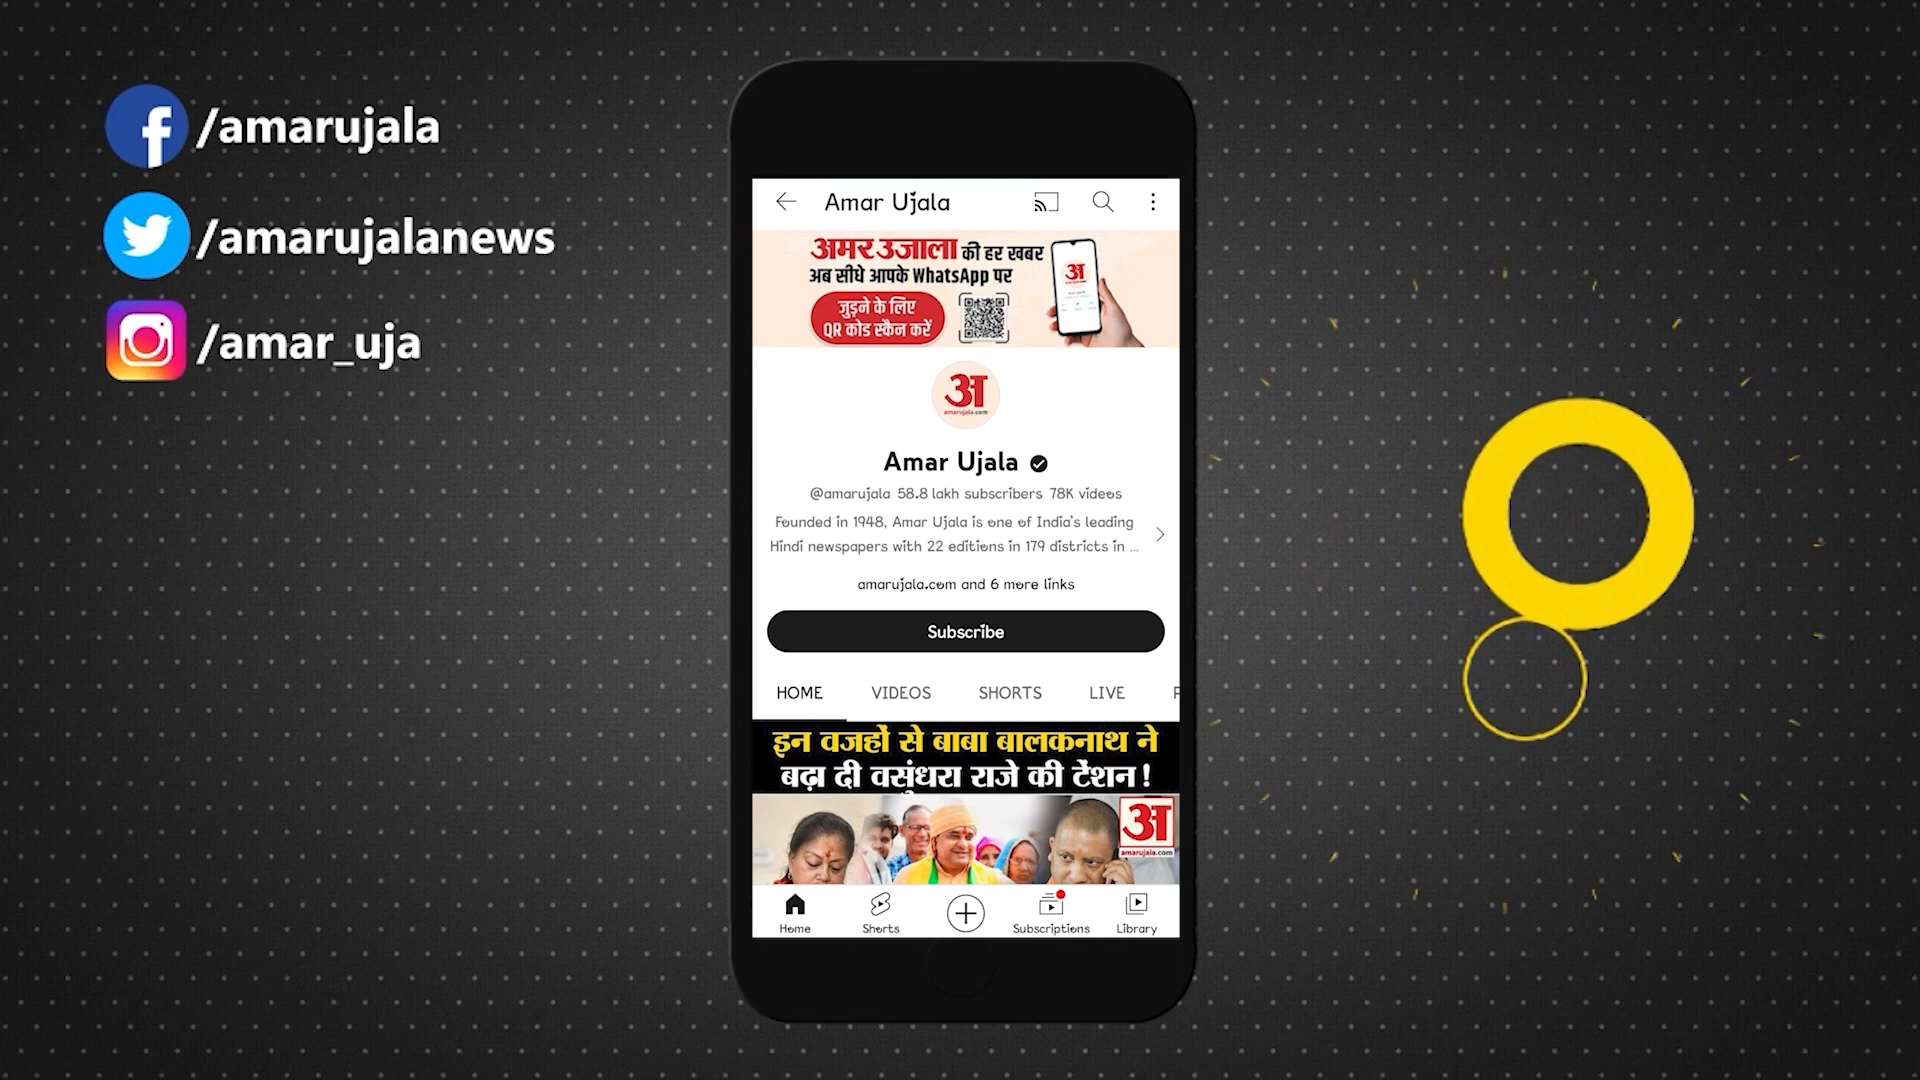 /amarujala
/amarujalanews
/amar_uja
Amar Ujala
अमर उजाला की हर खबर
अब सीधे आपके WhatsApp पर
जुड़ने के लिए
QR कोड स्कैन करें
अ
अ
amarujala.com
Amar Ujala
@amarujala 58.8 lakh subscribers 78K videos
Founded in 1948, Amar Ujala is one of India's leading
Hindi newspapers with 22 editions in 179 districts in ...
amarujala.com and 6 more links
Subscribe
HOME VIDEOS SHORTS LIVE
इन वजहों से बाबा बालकनाथ ने
बढ़ा दी वसुंधरा राजे की टेंशन!
अ
amarujala.com
Home Shorts Subscriptions Library